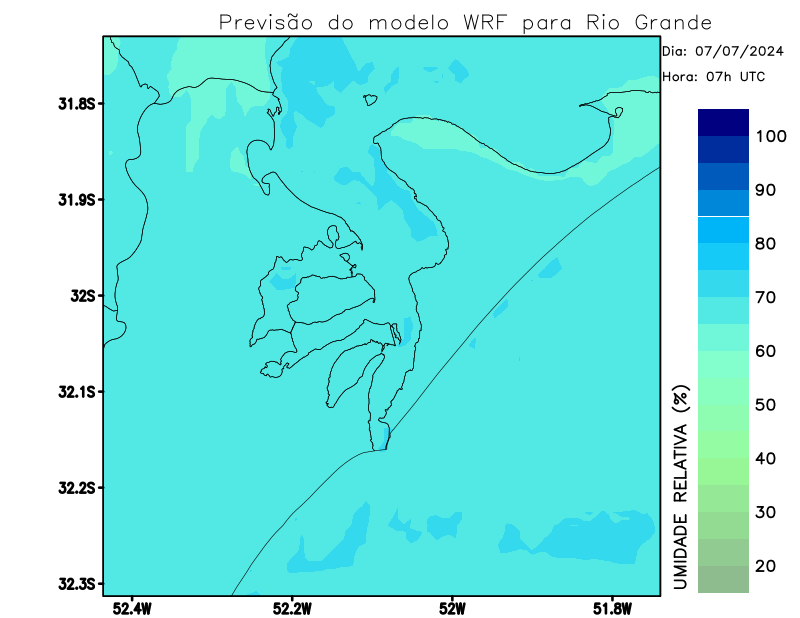 Previsão do modelo WRF para Rio Grande
Dia: 07/07/2024
Hora: 07h UTC
31.8S
31.9S
32S
32.1S
32.2S
32.3S
52.4W
52.2W
52W
51.8W
100
90
80
70
60
50
40
30
20
UMIDADE RELATIVA (%)